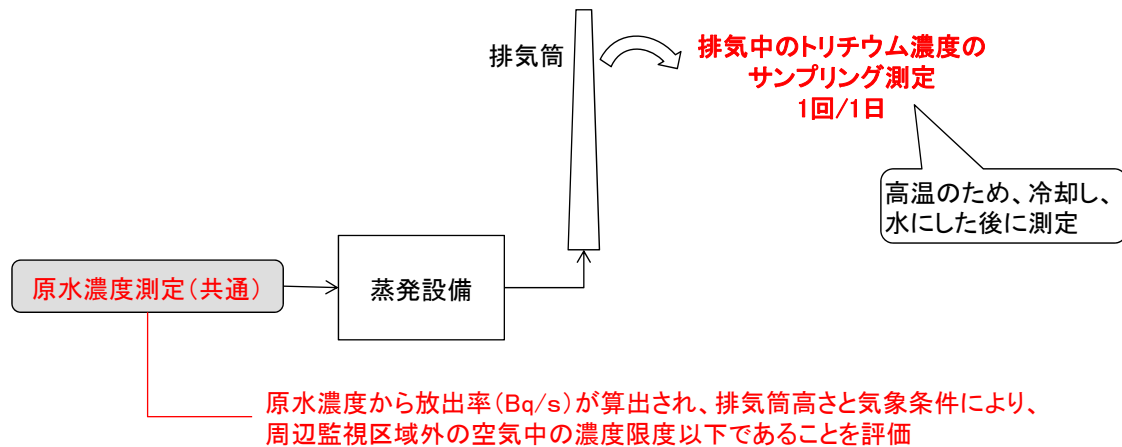 排気筒
排気中のトリチウム濃度の
サンプリング測定
1回/1日
高温のため、冷却し、
水にした後に測定
原水濃度測定(共通)
蒸発設備
原水濃度から放出率(Bq/s)が算出され、排気筒高さと気象条件により、
周辺監視区域外の空気中の濃度限度以下であることを評価